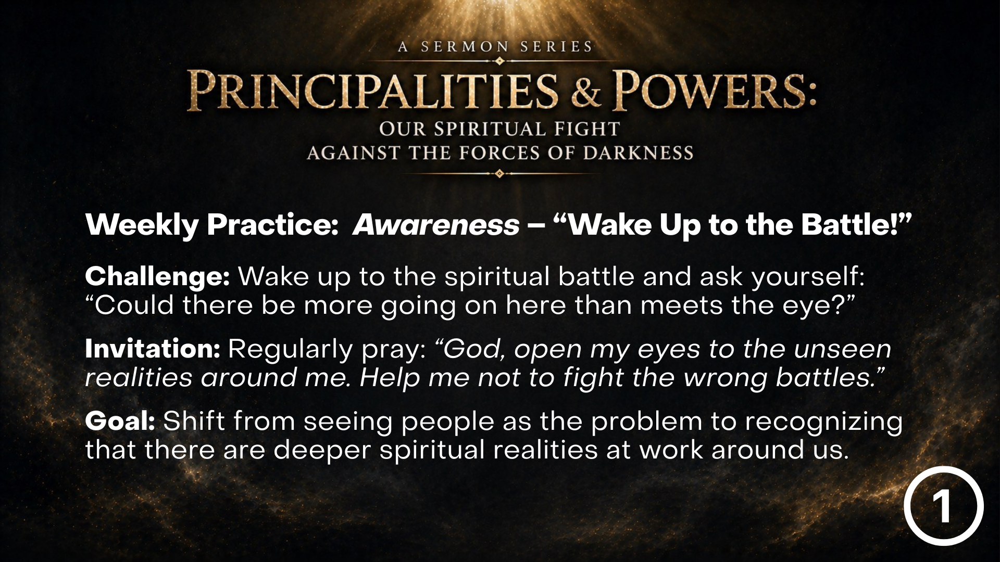 A SERMON SERIES
PRINCIPALITIES & POWERS:
OUR SPIRITUAL FIGHT
AGAINST THE FORCES OF DARKNESS
Weekly Practice: Awareness – “Wake Up to the Battle!”
Challenge: Wake up to the spiritual battle and ask yourself:
“Could there be more going on here than meets the eye?”
Invitation: Regularly pray: “God, open my eyes to the unseen
realities around me. Help me not to fight the wrong battles.”
Goal: Shift from seeing people as the problem to recognizing
that there are deeper spiritual realities at work around us.
1